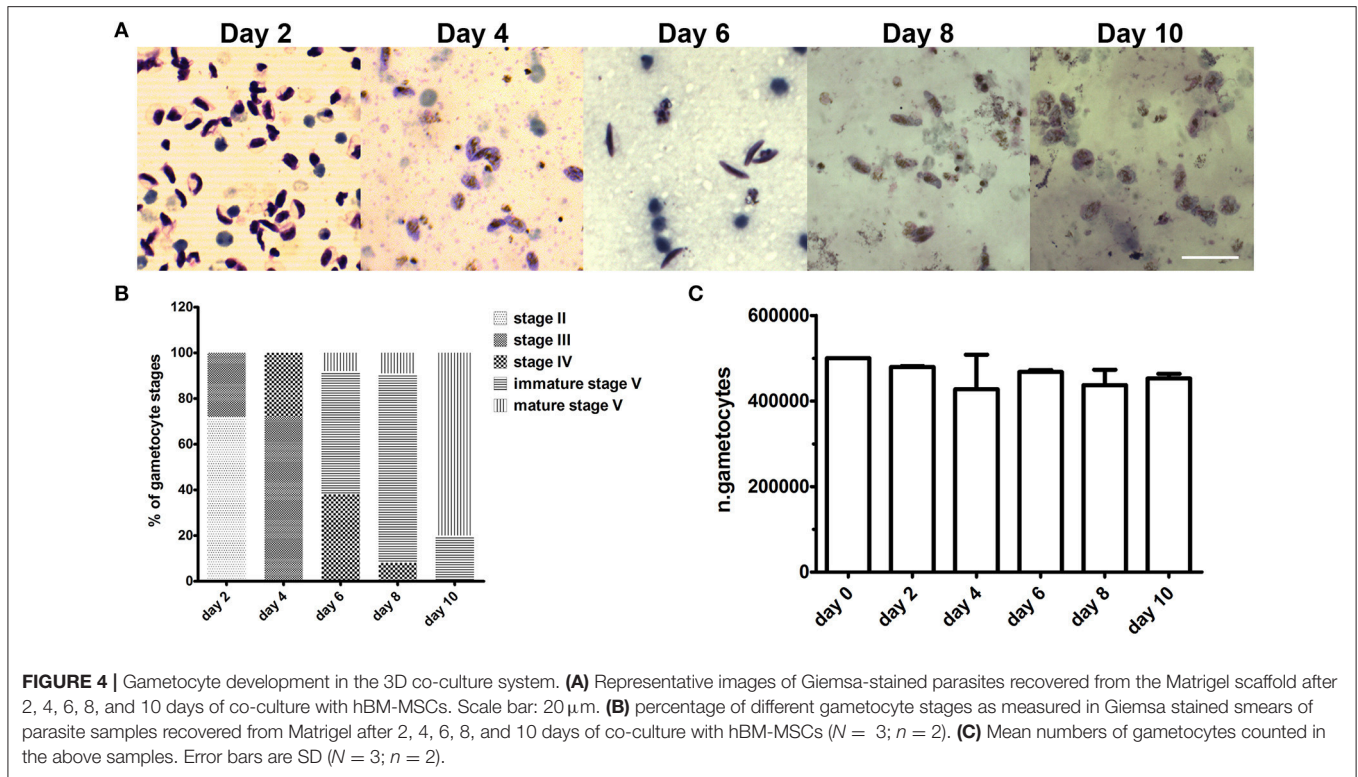 A
Day 2 Day 4 Day 6 Day 8 Day 10
B
120
100
80
60
40
20
0
% of gametocyte stages
day 2 day 4 day 6 day 8 day 10
stage II
stage III
stage IV
immature stage V
mature stage V
C
600000
400000
200000
0
n.gametocytes
day 0 day 2 day 4 day 6 day 8 day 10
FIGURE 4 | Gametocyte development in the 3D co-culture system. (A) Representative images of Giemsa-stained parasites recovered from the Matrigel scaffold after
2, 4, 6, 8, and 10 days of co-culture with hBM-MSCs. Scale bar: 20 μm. (B) percentage of different gametocyte stages as measured in Giemsa stained smears of
parasite samples recovered from Matrigel after 2, 4, 6, 8, and 10 days of co-culture with hBM-MSCs (N = 3; n = 2). (C) Mean numbers of gametocytes counted in
the above samples. Error bars are SD (N = 3; n = 2).